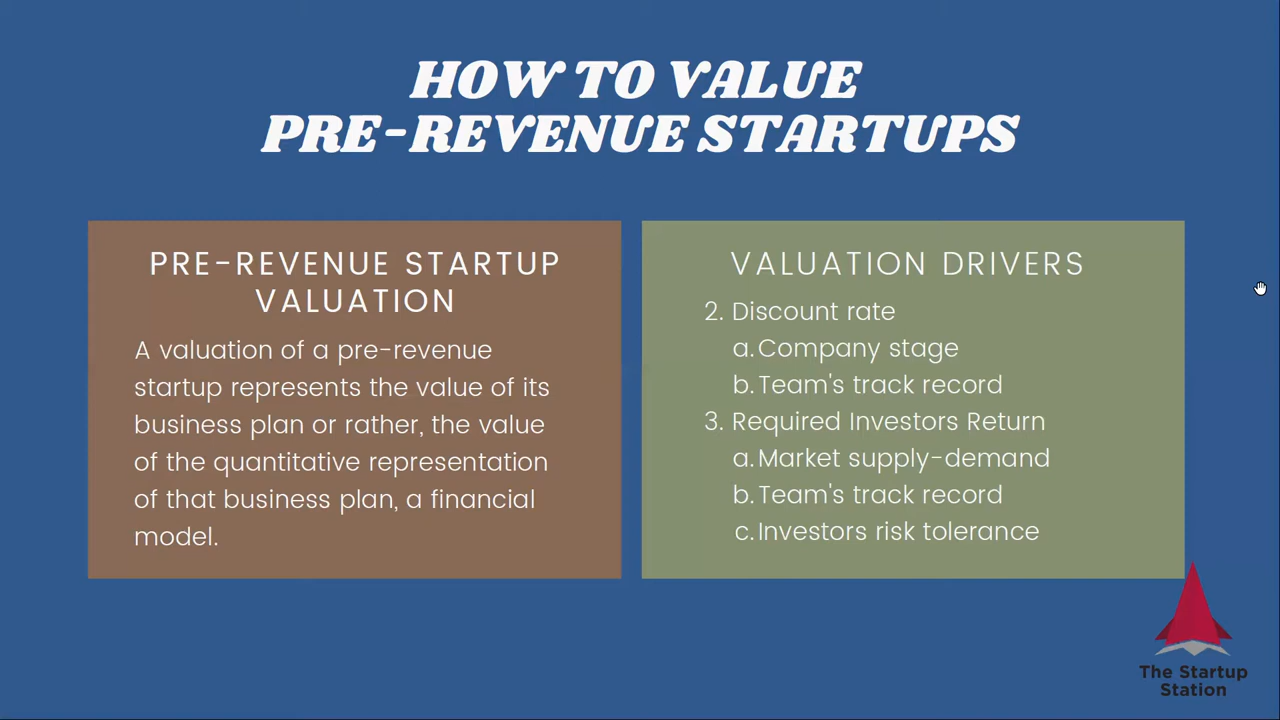 HOW TO VALUE
PRE-REVENUE STARTUPS
PRE-REVENUE STARTUP
VALUATION
A valuation of a pre-revenue
startup represents the value of its
business plan or rather, the value
of the quantitative representation
of that business plan, a financial
model.
VALUATION DRIVERS
2. Discount rate
a. Company stage
b. Team's track record
3. Required Investors Return
a. Market supply-demand
b. Team's track record
c. Investors risk tolerance
The Startup
Station